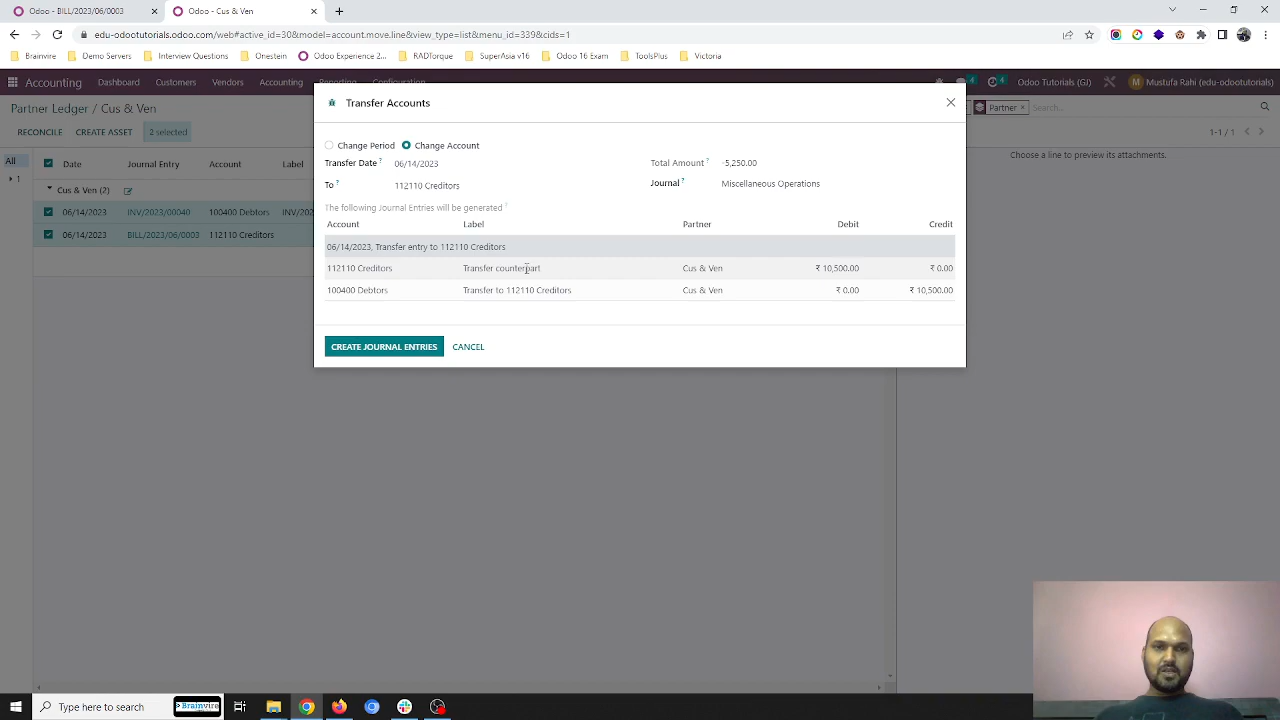 Odoo - BILL/2023/06/0003
Odoo - Cus & Ven
edu-odootutorials.odoo.com/web#active_id=30&model=account.move.line&view_type=list&menu_id=339&cids=1
Brainvire
Demo Servers
Interview Questions
Onestein
Odoo Experience 2...
RADTorque
SuperAsia v16
Odoo 16 Exam
ToolsPlus
Victoria
Accounting
Dashboard
Customers
Vendors
Accounting
4
Odoo Tutorials (GJ)
M
Mustufa Rahi (edu-odootutorials)
Partner Ledger / Cus & Ven
Partner ×
Search...
RECONCILE
CREATE ASSET
2 selected
1-1 / 1
All
1
Date
Journal Entry
Account
Label
Choose a line to preview its attachments.
Cus & Ven (2)
06/14/2023
INV/2023/00040
100400 Debtors
INV/202
06/14/2023
BILL/2023/06/0003
112110 Creditors
Transfer Accounts
Change Period
Change Account
Transfer Date ?
06/14/2023
Total Amount ?
-5,250.00
To ?
112110 Creditors
Journal ?
Miscellaneous Operations
The following Journal Entries will be generated ?
Account
Label
Partner
Debit
Credit
06/14/2023, Transfer entry to 112110 Creditors
112110 Creditors
Transfer counterpart
Cus & Ven
₹ 10,500.00
₹ 0.00
100400 Debtors
Transfer to 112110 Creditors
Cus & Ven
₹ 0.00
₹ 10,500.00
CREATE JOURNAL ENTRIES
CANCEL
Type here to search
> Brainvire